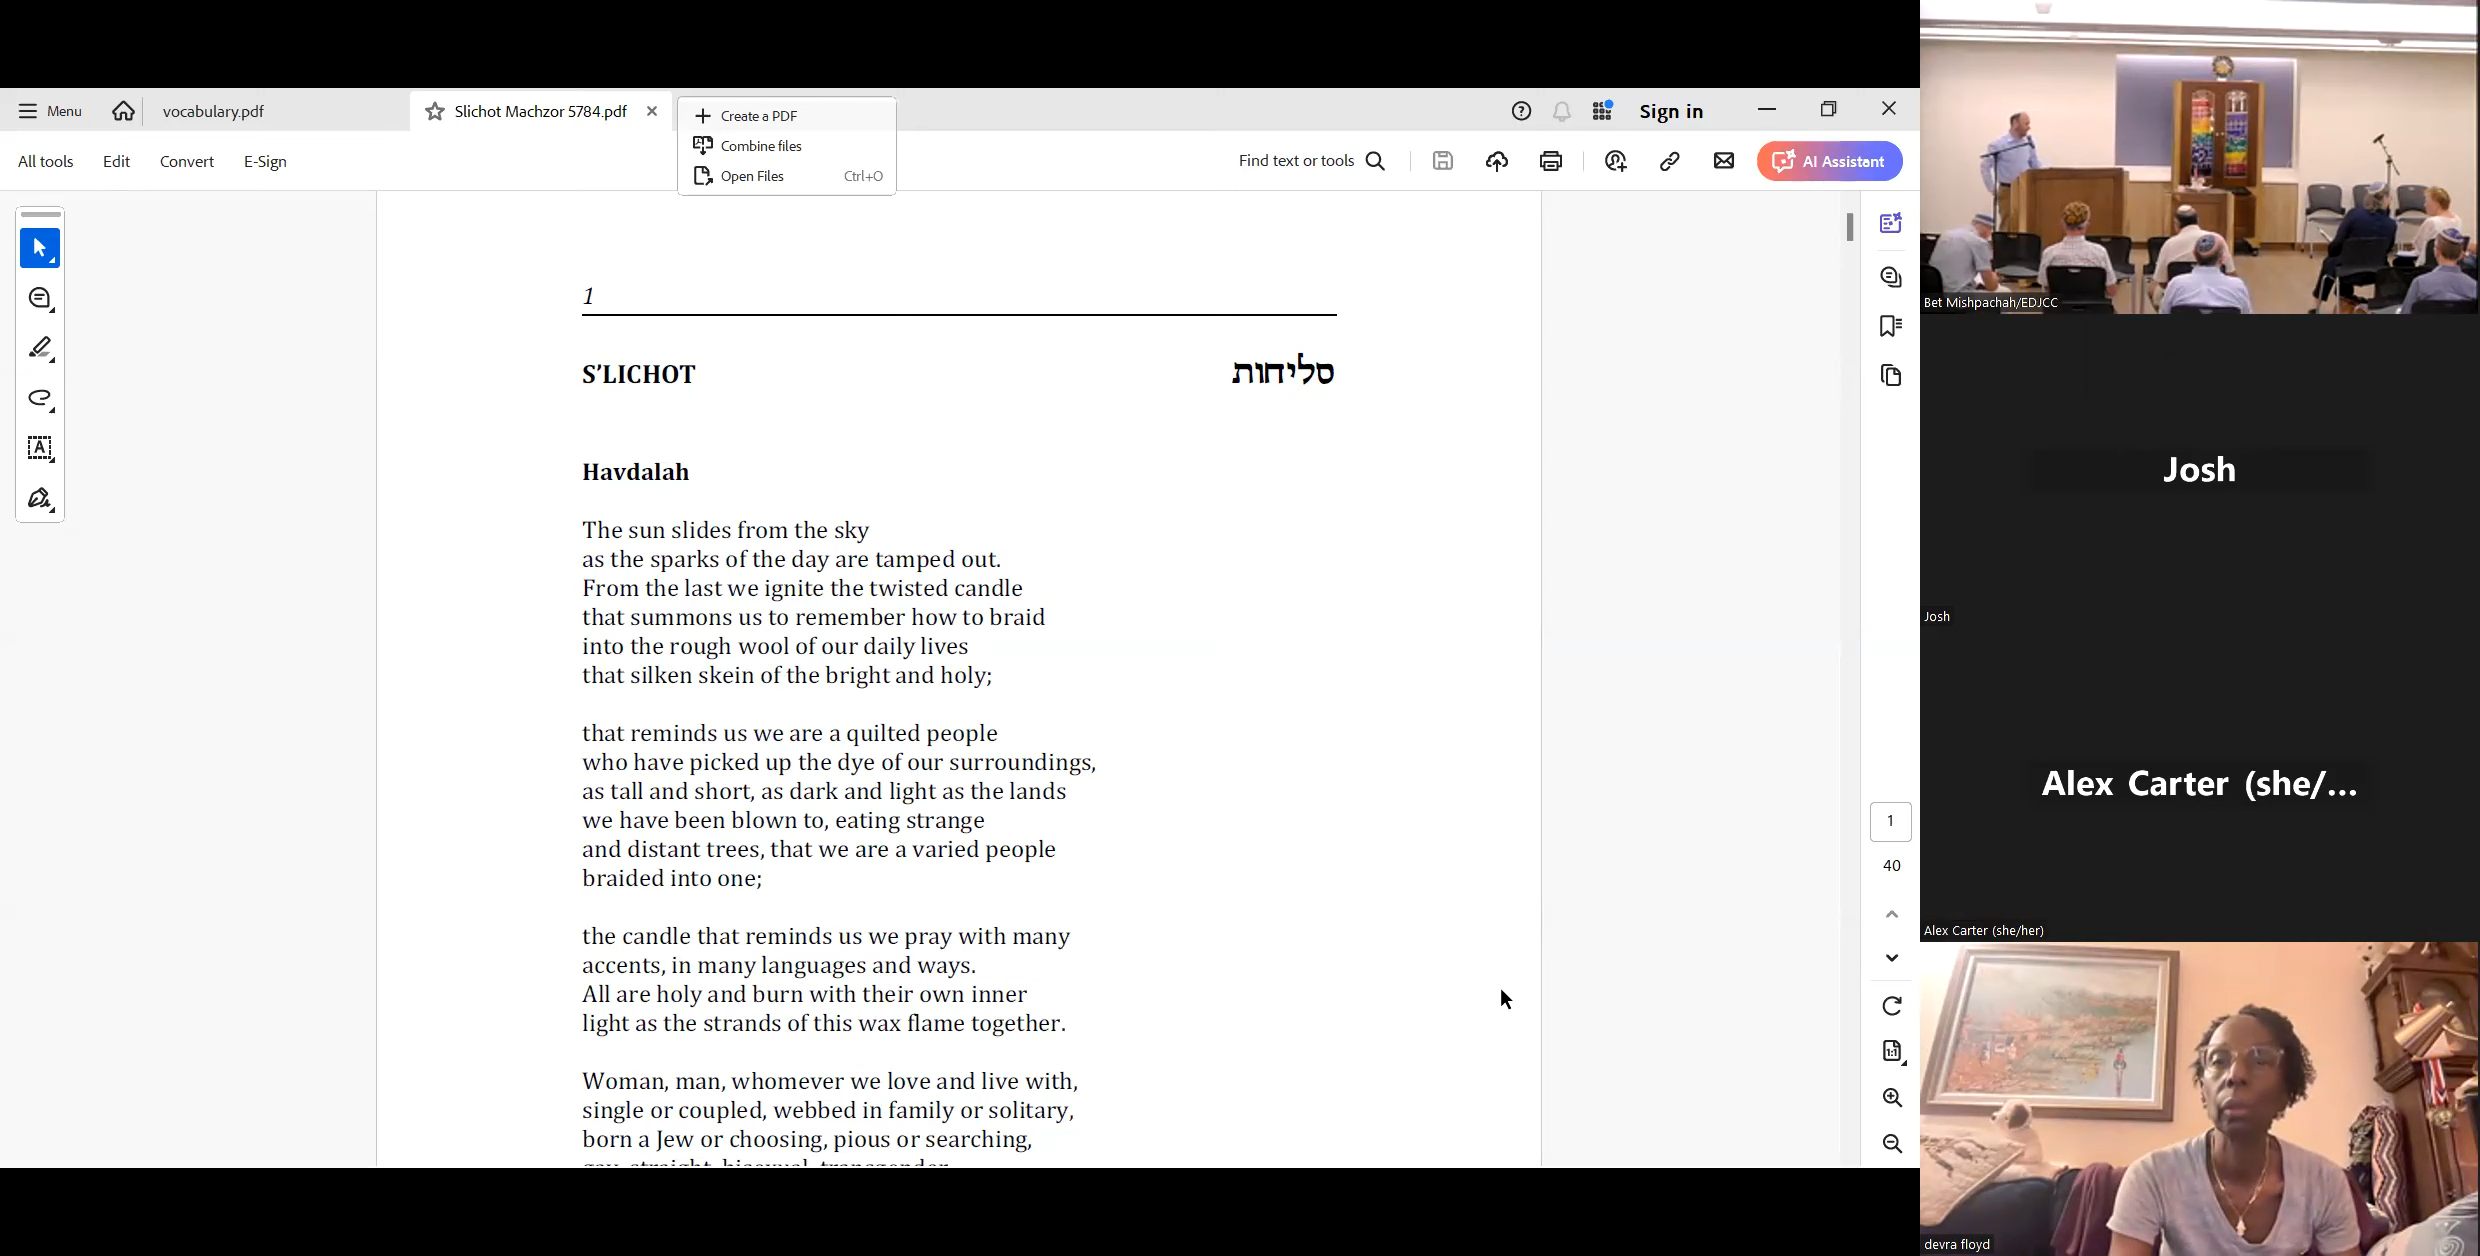 Menu
vocabulary.pdf
Slichot Machzor 5784.pdf
Create a PDF
Combine files
Open Files Ctrl+O
Sign in
All tools Edit Convert E-Sign
Find text or tools
AI Assistant
1
S’LICHOT סליחות
Havdalah
The sun slides from the sky
as the sparks of the day are tamped out.
From the last we ignite the twisted candle
that summons us to remember how to braid
into the rough wool of our daily lives
that silken skein of the bright and holy;
that reminds us we are a quilted people
who have picked up the dye of our surroundings,
as tall and short, as dark and light as the lands
we have been blown to, eating strange
and distant trees, that we are a varied people
braided into one;
the candle that reminds us we pray with many
accents, in many languages and ways.
All are holy and burn with their own inner
light as the strands of this wax flame together.
Woman, man, whomever we love and live with,
single or coupled, webbed in family or solitary,
born a Jew or choosing, pious or searching,
gay, straight, bisexual, transgender
1
40
Bet Mishpachah/EDJCC
Josh
Josh
Alex Carter (she/...
Alex Carter (she/her)
devra floyd